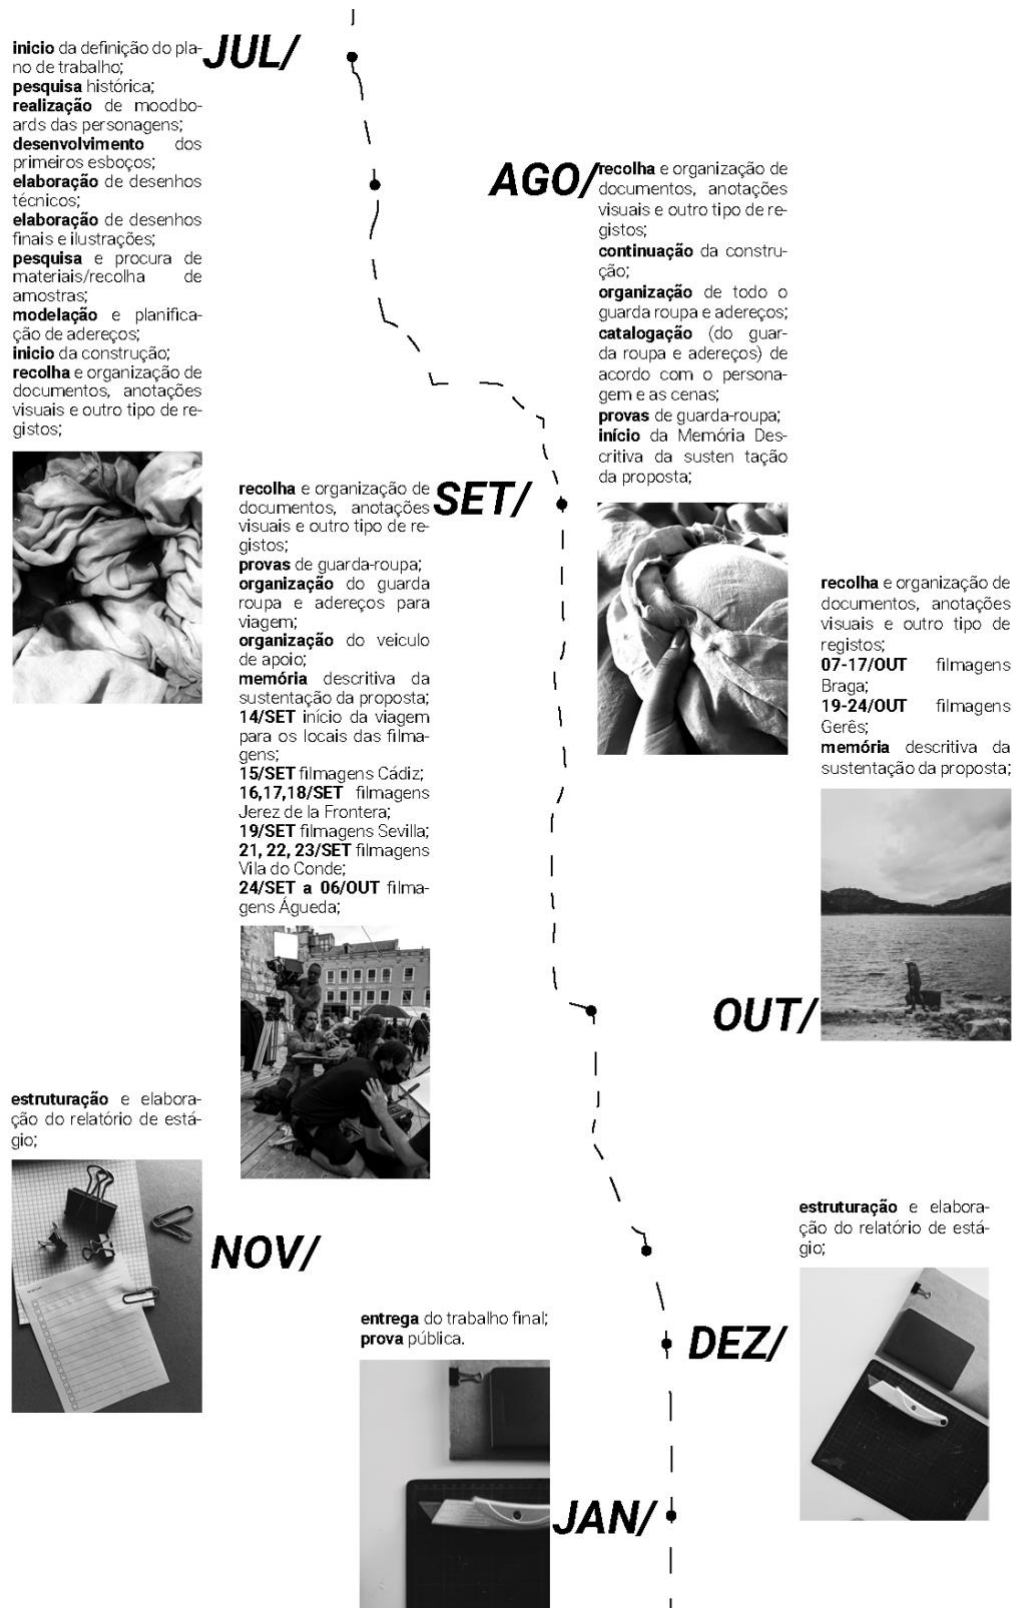 JUL/
inicio da definição do pla-
no de trabalho;
pesquisa histórica;
realização de moodbo-
ards das personagens;
desenvolvimento dos
primeiros esboços;
elaboração de desenhos
técnicos;
elaboração de desenhos
finais e ilustrações;
pesquisa e procura de
materiais/recolha de
amostras;
modelação e planifica-
ção de adereços;
inicio da construção;
recolha e organização de
documentos, anotações
visuais e outro tipo de re-
gistos;
AGO/
recolha e organização de
documentos, anotações
visuais e outro tipo de re-
gistos;
continuação da constru-
ção;
organização de todo o
guarda roupa e adereços;
catalogação (do guar-
da roupa e adereços) de
acordo com o persona-
gem e as cenas;
provas de guarda-roupa;
início da Memória Des-
critiva da susten tação
da proposta;
SET/
recolha e organização de
documentos, anotações
visuais e outro tipo de re-
gistos;
provas de guarda-roupa;
organização do guarda
roupa e adereços para
viagem;
organização do veiculo
de apoio;
memória descritiva da
sustentação da proposta;
14/SET início da viagem
para os locais das filma-
gens;
15/SET filmagens Cádiz;
16,17,18/SET filmagens
Jerez de la Frontera;
19/SET filmagens Sevilla;
21, 22, 23/SET filmagens
Vila do Conde;
24/SET a 06/OUT filma-
gens Águeda;
recolha e organização de
documentos, anotações
visuais e outro tipo de
registos;
07-17/OUT filmagens
Braga;
19-24/OUT filmagens
Gerês;
memória descritiva da
sustentação da proposta;
OUT/
estruturação e elabora-
ção do relatório de está-
gio;
NOV/
estruturação e elabora-
ção do relatório de está-
gio;
DEZ/
entrega do trabalho final;
prova pública.
JAN/